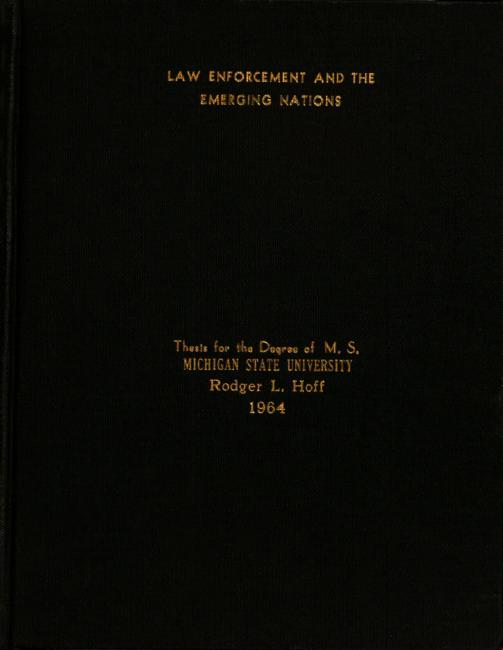 LAW ENFORCEMENT AND THE
EMERGING NATIONS
Thesis for the Degree of M. S.
MICHIGAN STATE UNIVERSITY
Rodger L. Hoff
1964